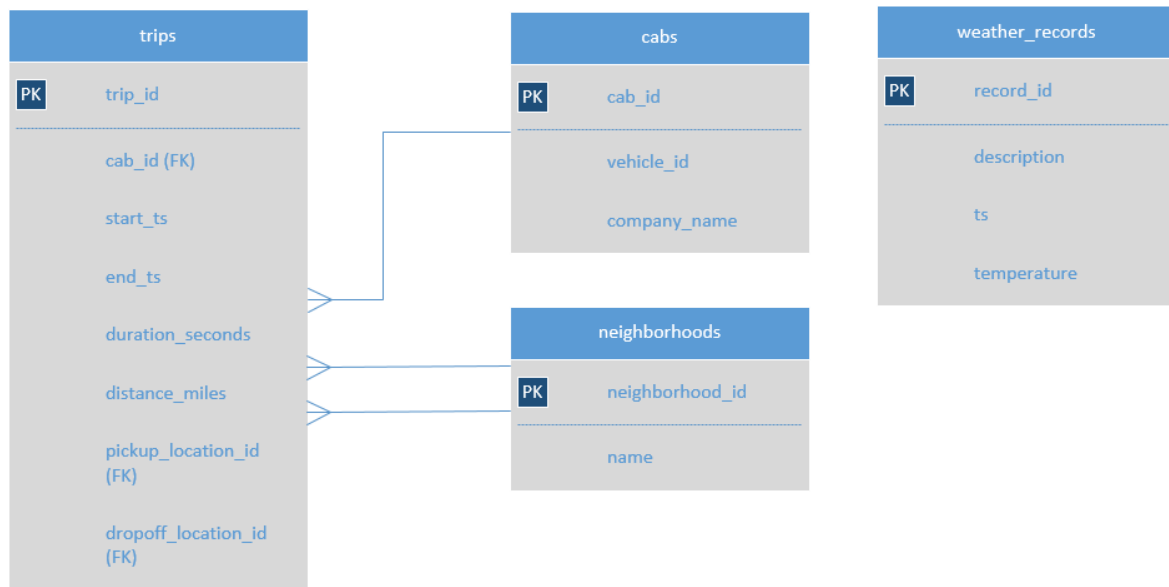 trips
PK
trip_id
cab_id (FK)
start_ts
end_ts
duration_seconds
distance_miles
pickup_location_id
(FK)
dropoff_location_id
(FK)
cabs
PK
cab_id
vehicle_id
company_name
neighborhoods
PK
neighborhood_id
name
weather_records
PK
record_id
description
ts
temperature